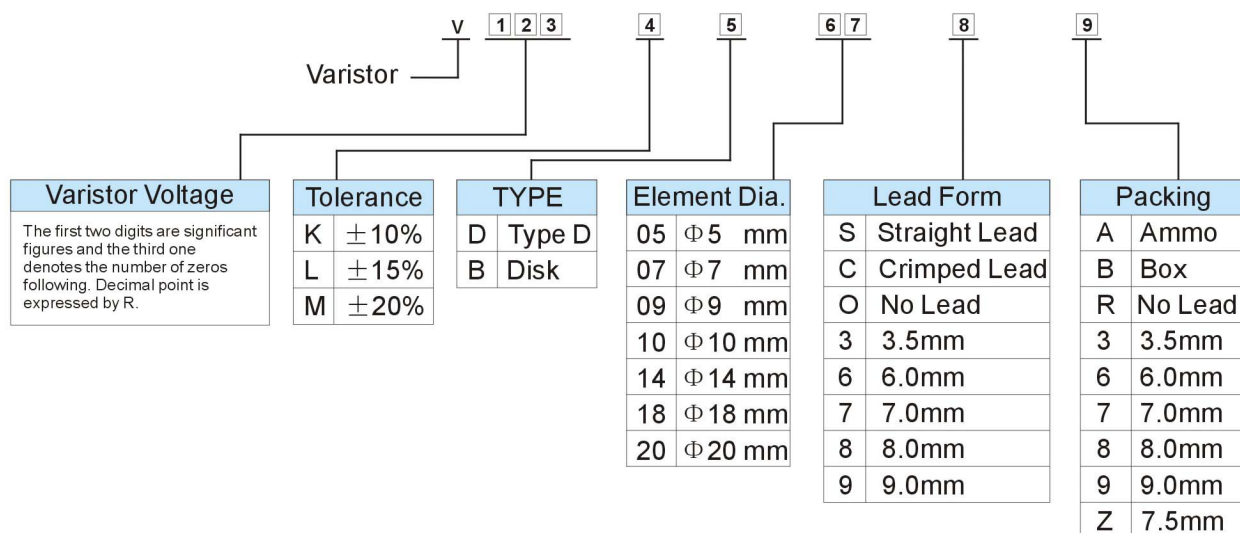 V 1 2 3 4 5 6 7 8 9
Varistor
Varistor Voltage
The first two digits are significant
figures and the third one
denotes the number of zeros
following. Decimal point is
expressed by R.
Tolerance
K ±10%
L ±15%
M ±20%
TYPE
D Type D
B Disk
Element Dia.
05 Φ5 mm
07 Φ7 mm
09 Φ9 mm
10 Φ10 mm
14 Φ14 mm
18 Φ18 mm
20 Φ20 mm
Lead Form
S Straight Lead
C Crimped Lead
O No Lead
3 3.5mm
6 6.0mm
7 7.0mm
8 8.0mm
9 9.0mm
Packing
A Ammo
B Box
R No Lead
3 3.5mm
6 6.0mm
7 7.0mm
8 8.0mm
9 9.0mm
Z 7.5mm